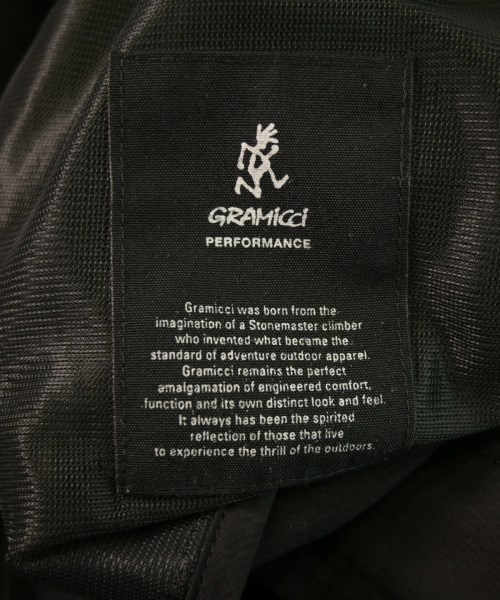 GRAMICCI
PERFORMANCE
Gramicci was born from the
imagination of a Stonemaster climber
who invented what became the
standard of adventure outdoor apparel.
Gramicci remains the perfect
amalgamation of engineered comfort,
function and its own distinct look and feel.
It always has been the spirited
reflection of those that live
to experience the thrill of the outdoors.